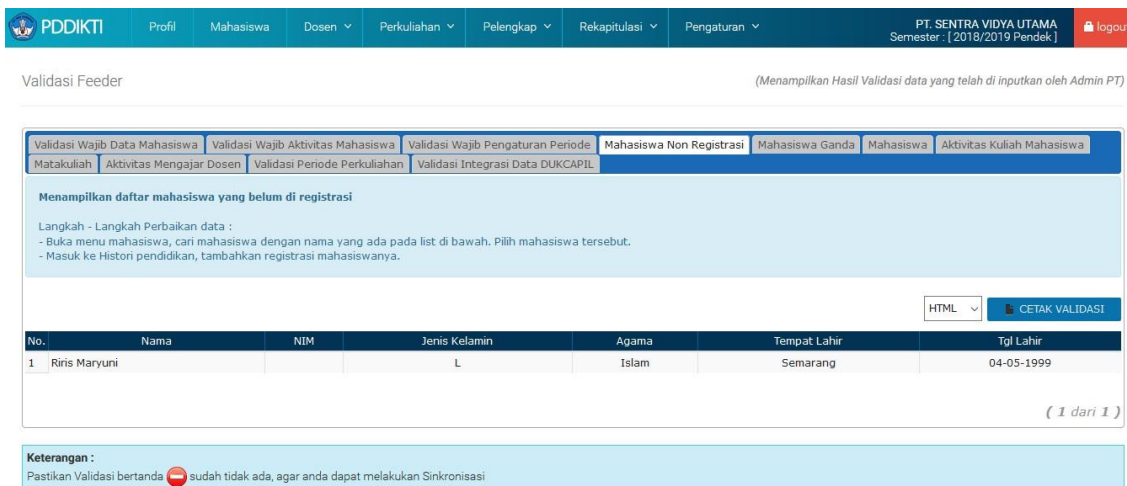 PDDIKTI Profil Mahasiswa Dosen Perkuliahan Pelengkap Rekapitulasi Pengaturan PT. SENTRA VIDYA UTAMA
Semester : [ 2018/2019 Pendek ] logou
Validasi Feeder (Menampilkan Hasil Validasi data yang telah di inputkan oleh Admin PT)
Validasi Wajib Data Mahasiswa Validasi Wajib Aktivitas Mahasiswa Validasi Wajib Pengaturan Periode Mahasiswa Non Registrasi Mahasiswa Ganda Mahasiswa Aktivitas Kuliah Mahasiswa
Matakuliah Aktivitas Mengajar Dosen Validasi Periode Perkuliahan Validasi Integrasi Data DUKCAPIL
Menampilkan daftar mahasiswa yang belum di registrasi
Langkah - Langkah Perbaikan data :
- Buka menu mahasiswa, cari mahasiswa dengan nama yang ada pada list di bawah. Pilih mahasiswa tersebut.
- Masuk ke Histori pendidikan, tambahkan registrasi mahasiswanya.
HTML CETAK VALIDASI
No. Nama NIM Jenis Kelamin Agama Tempat Lahir Tgl Lahir
1 Riris Maryuni L Islam Semarang 04-05-1999
( 1 dari 1 )
Keterangan :
Pastikan Validasi bertanda sudah tidak ada, agar anda dapat melakukan Sinkronisasi